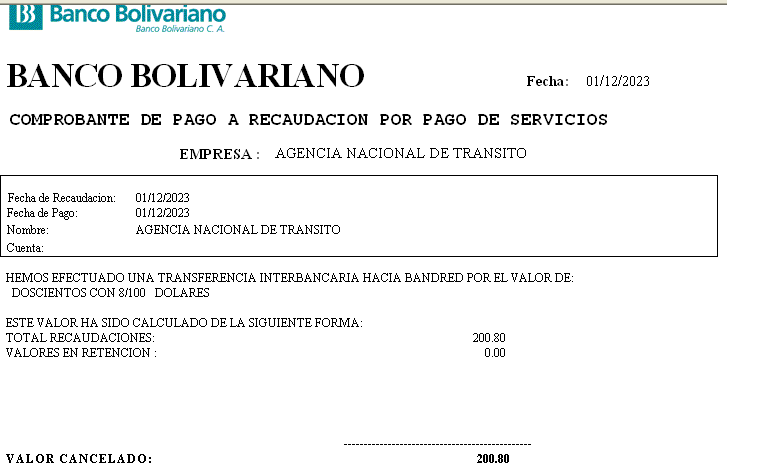 Banco Bolivariano
Banco Bolivariano C. A.
BANCO BOLIVARIANO
Fecha: 01/12/2023
COMPROBANTE DE PAGO A RECAUDACION POR PAGO DE SERVICIOS
EMPRESA : AGENCIA NACIONAL DE TRANSITO
Fecha de Recaudacion: 01/12/2023
Fecha de Pago: 01/12/2023
Nombre: AGENCIA NACIONAL DE TRANSITO
Cuenta:
HEMOS EFECTUADO UNA TRANSFERENCIA INTERBANCARIA HACIA BANDRED POR EL VALOR DE:
DOSCIENTOS CON 8/100 DOLARES
ESTE VALOR HA SIDO CALCULADO DE LA SIGUIENTE FORMA:
TOTAL RECAUDACIONES: 200.80
VALORES EN RETENCION : 0.00
-----------------------------------------------
VALOR CANCELADO: 200.80